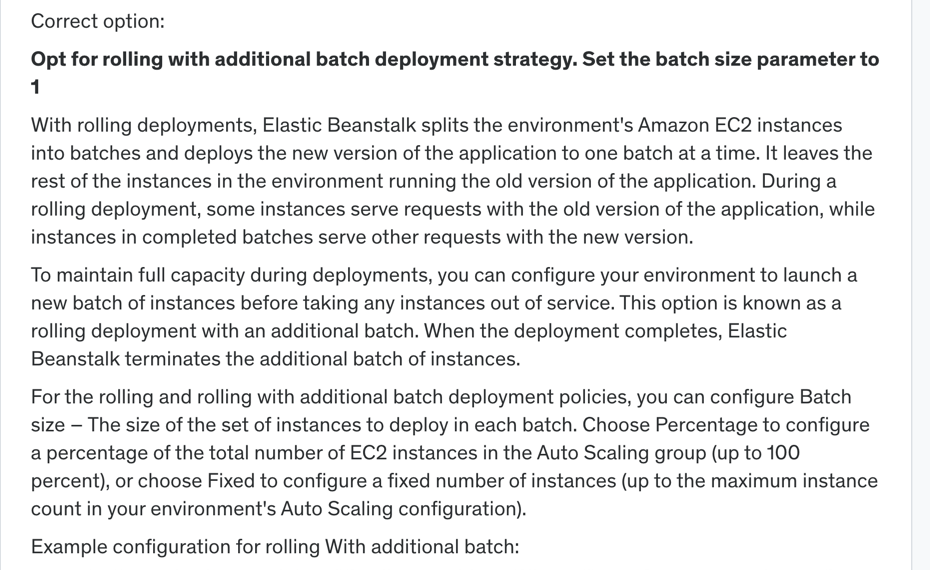 Correct option:
Opt for rolling with additional batch deployment strategy. Set the batch size parameter to
1
With rolling deployments, Elastic Beanstalk splits the environment's Amazon EC2 instances
into batches and deploys the new version of the application to one batch at a time. It leaves the
rest of the instances in the environment running the old version of the application. During a
rolling deployment, some instances serve requests with the old version of the application, while
instances in completed batches serve other requests with the new version.
To maintain full capacity during deployments, you can configure your environment to launch a
new batch of instances before taking any instances out of service. This option is known as a
rolling deployment with an additional batch. When the deployment completes, Elastic
Beanstalk terminates the additional batch of instances.
For the rolling and rolling with additional batch deployment policies, you can configure Batch
size – The size of the set of instances to deploy in each batch. Choose Percentage to configure
a percentage of the total number of EC2 instances in the Auto Scaling group (up to 100
percent), or choose Fixed to configure a fixed number of instances (up to the maximum instance
count in your environment's Auto Scaling configuration).
Example configuration for rolling With additional batch: